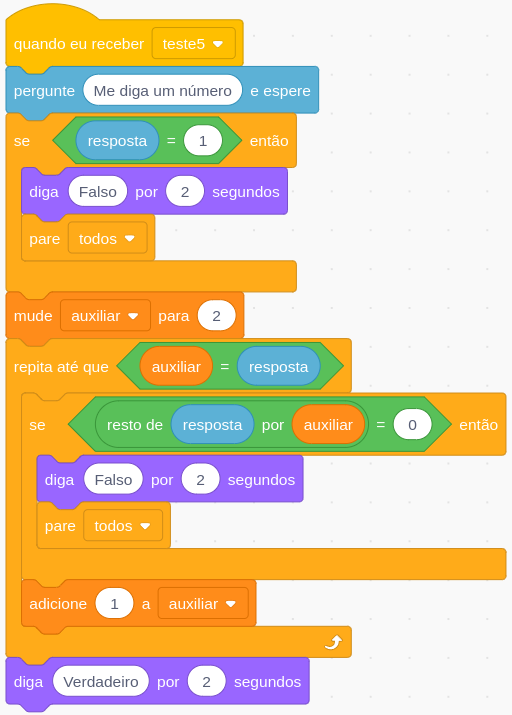 quando eu receber teste5
pergunte Me diga um número e espere
se resposta = 1 então
diga Falso por 2 segundos
pare todos
mude auxiliar para 2
repita até que auxiliar = resposta
se resto de resposta por auxiliar = 0 então
diga Falso por 2 segundos
pare todos
adicione 1 a auxiliar
diga Verdadeiro por 2 segundos